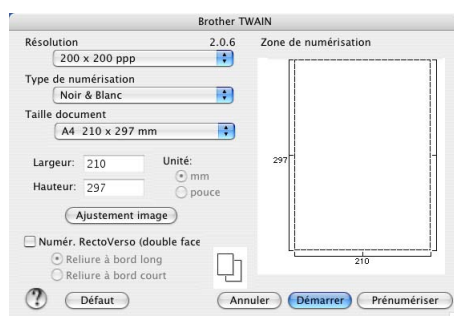 Brother TWAIN
Résolution 2.0.6
200 x 200 ppp
Type de numérisation
Noir & Blanc
Taille document
A4 210 x 297 mm
Largeur: 210
Hauteur: 297
Unité:
mm
pouce
Ajustement image
Numér. RectoVerso (double face
Reliure à bord long
Reliure à bord court
Zone de numérisation
297
210
? Défaut Annuler Démarrer Prénumériser